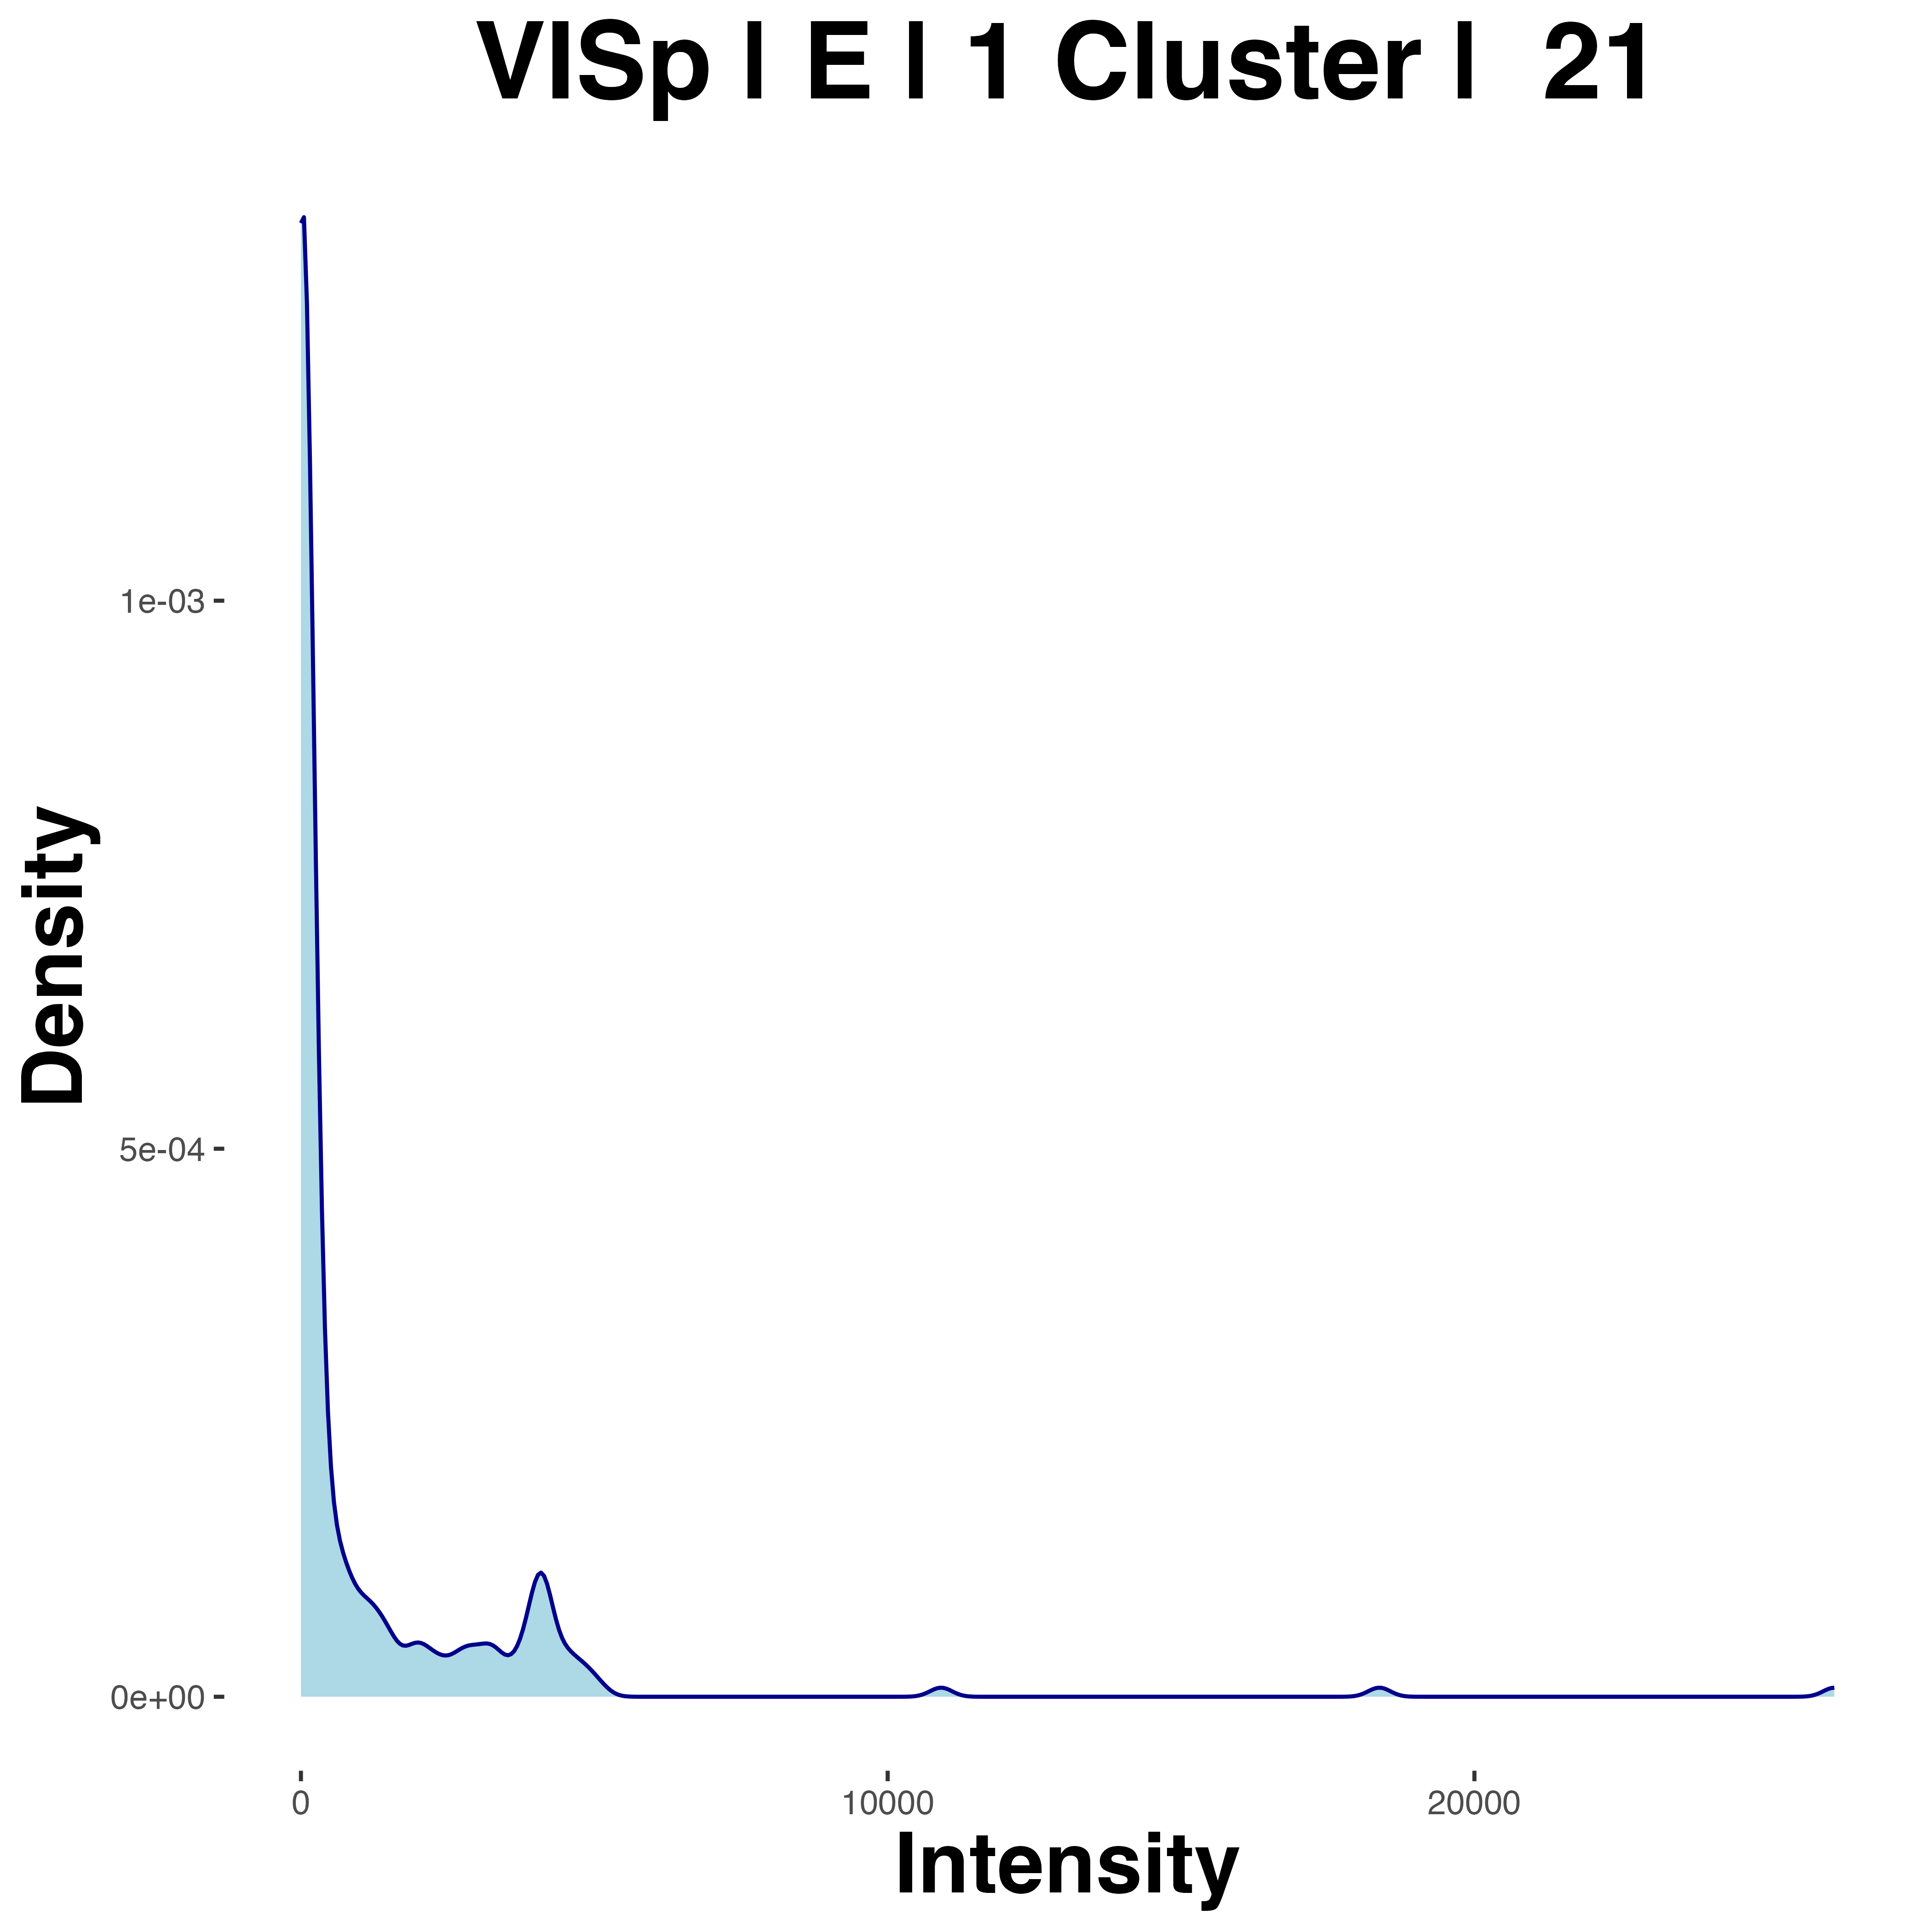 VISp | E | 1 Cluster |  21
Density
1e-03
5e-04
0e+00
0 10000 20000
Intensity